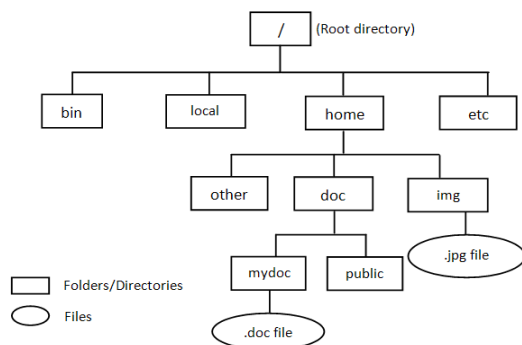 / (Root directory)
bin local home etc
other doc img
mydoc public .jpg file
Folders/Directories
Files
.doc file